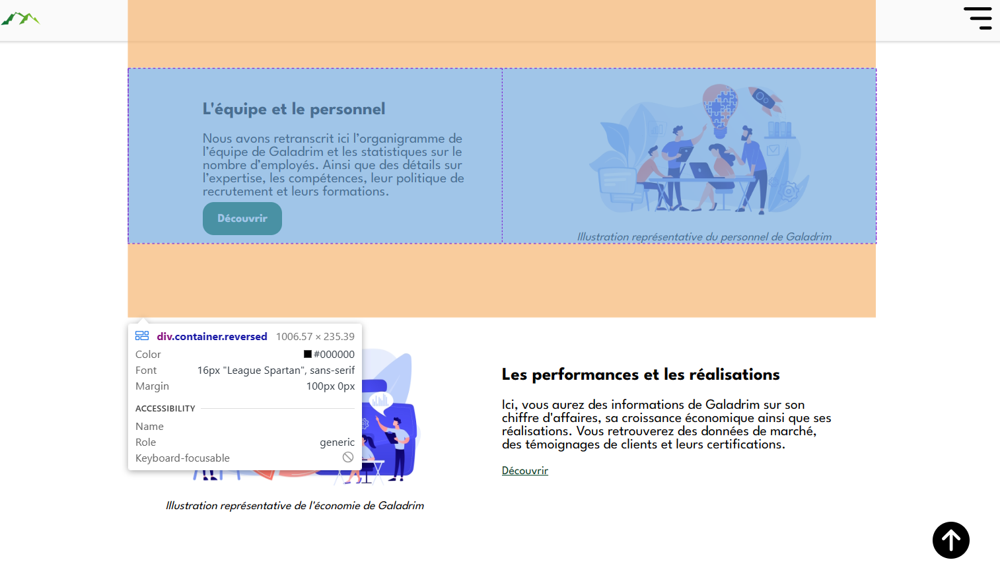 L'équipe et le personnel
Nous avons retranscrit ici l’organigramme de
l’équipe de Galadrim et les statistiques sur le
nombre d’employés. Ainsi que des détails sur
l’expertise, les compétences, leur politique de
recrutement et leurs formations.
Découvrir
Illustration représentative du personnel de Galadrim
div.container.reversed 1006.57 × 235.39
Color #000000
Font 16px "League Spartan", sans-serif
Margin 100px 0px
ACCESSIBILITY
Name
Role generic
Keyboard-focusable
Illustration représentative de l'économie de Galadrim
Les performances et les réalisations
Ici, vous aurez des informations de Galadrim sur son
chiffre d'affaires, sa croissance économique ainsi que ses
réalisations. Vous retrouverez des données de marché,
des témoignages de clients et leurs certifications.
Découvrir